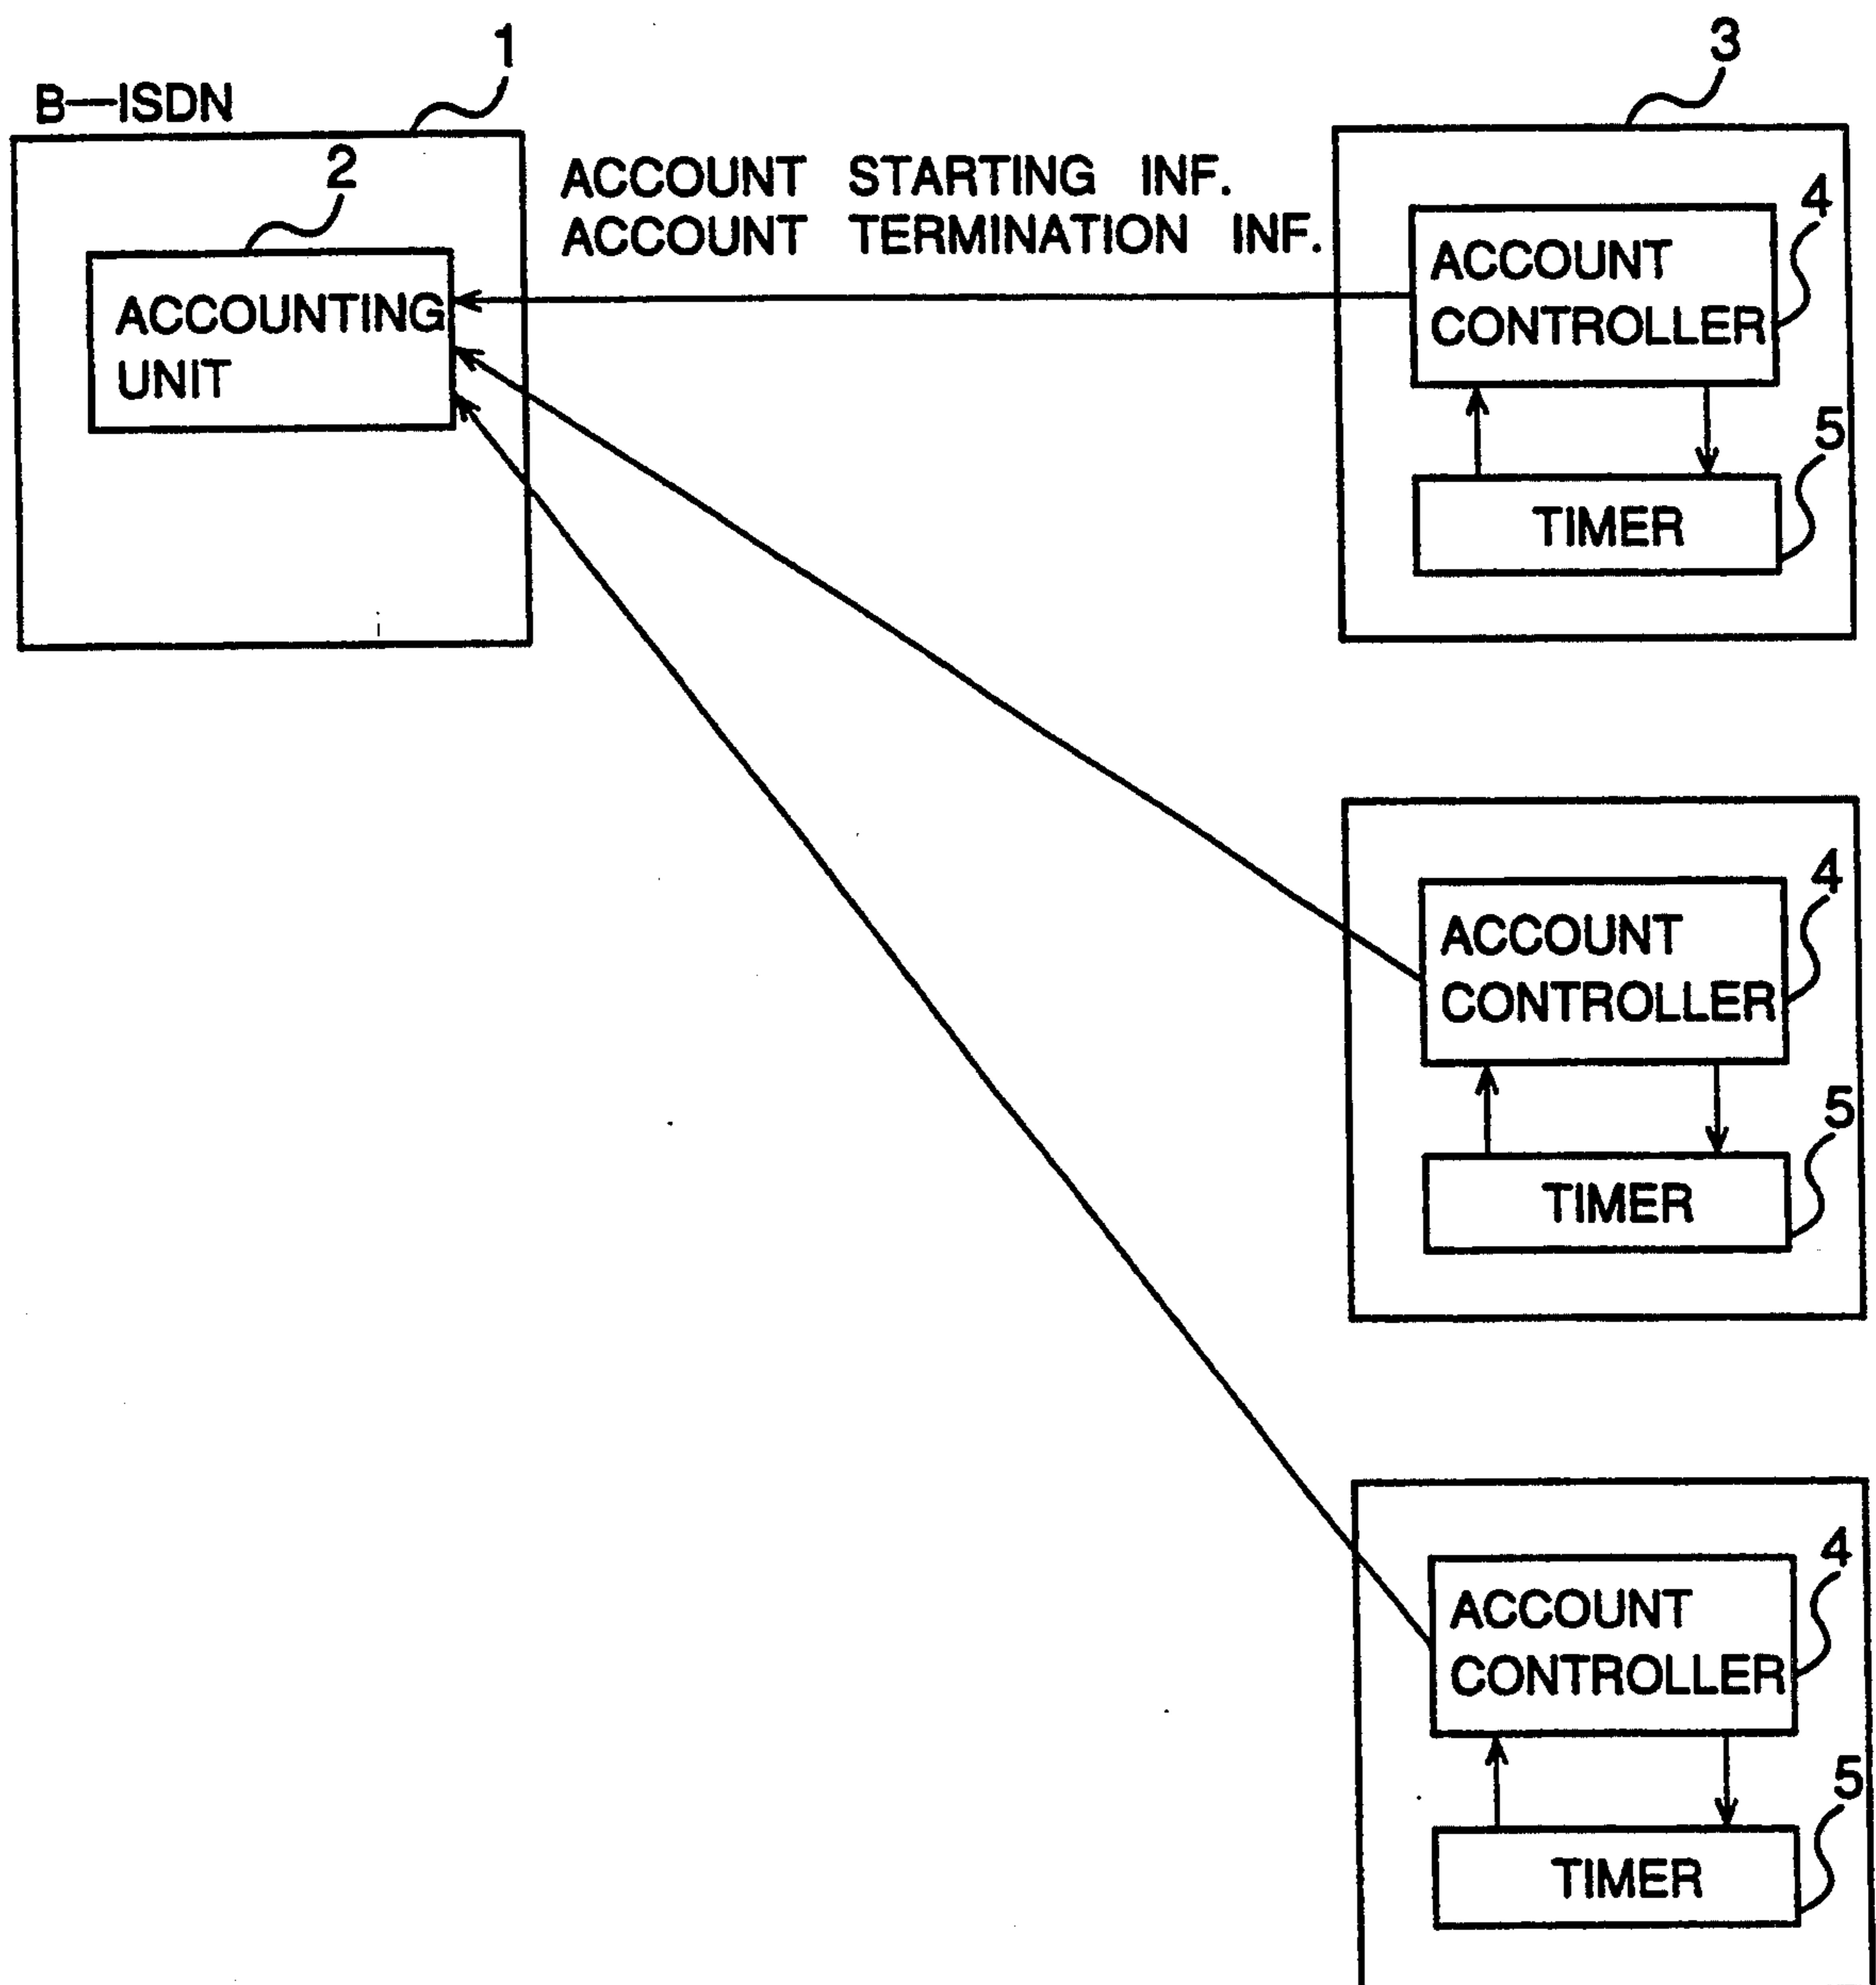 1
3
B—ISDN
2
ACCOUNT STARTING INF.
ACCOUNT TERMINATION INF.
4
ACCOUNT
CONTROLLER
ACCOUNTING
UNIT
5
TIMER
4
ACCOUNT
CONTROLLER
5
TIMER
4
ACCOUNT
CONTROLLER
5
TIMER